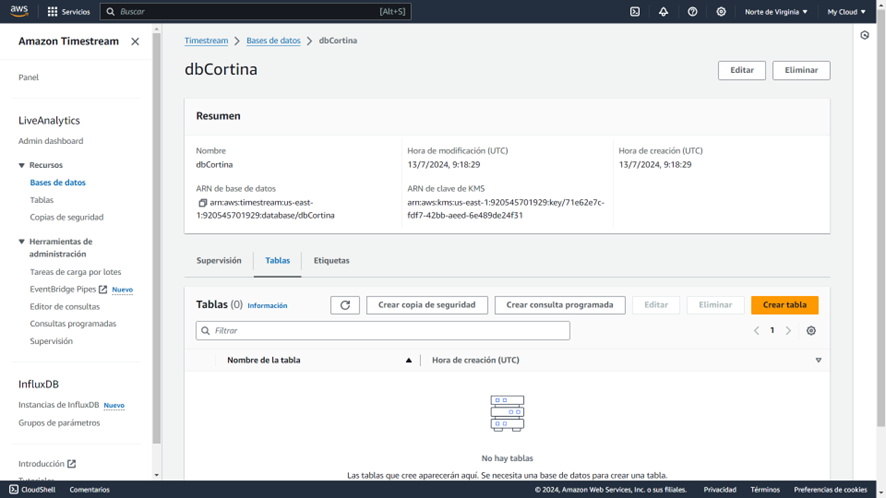 aws Servicios Buscar [Alt+S] Norte de Virginia My Cloud
Amazon Timestream
Panel
LiveAnalytics
Admin dashboard
Recursos
Bases de datos
Tablas
Copias de seguridad
Herramientas de
administración
Tareas de carga por lotes
EventBridge Pipes Nuevo
Editor de consultas
Consultas programadas
Supervisión
InfluxDB
Instancias de InfluxDB Nuevo
Grupos de parámetros
Introducción
Timestream > Bases de datos > dbCortina
dbCortina
Editar Eliminar
Resumen
Nombre
dbCortina
Hora de modificación (UTC)
13/7/2024, 9:18:29
Hora de creación (UTC)
13/7/2024, 9:18:29
ARN de base de datos
arn:aws:timestream:us-east-
1:920545701929:database/dbCortina
ARN de clave de KMS
arn:aws:kms:us-east-1:920545701929:key/71e62e7c-
fdf7-42bb-aeed-6e489de24f31
Supervisión Tablas Etiquetas
Tablas (0) Información Crear copia de seguridad Crear consulta programada Editar Eliminar Crear tabla
Filtrar 1
Nombre de la tabla Hora de creación (UTC)
No hay tablas
Las tablas que cree aparecerán aquí. Se necesita una base de datos para crear una tabla.
CloudShell Comentarios © 2024, Amazon Web Services, Inc. o sus filiales. Privacidad Términos Preferencias de cookies